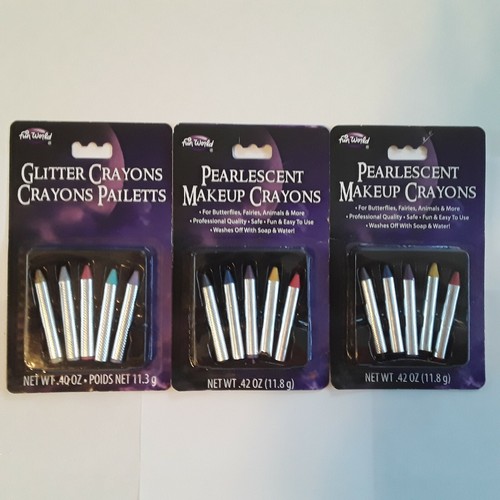 Fun World
GLITTER CRAYONS
CRAYONS PAILETTS
NET WT .40 OZ • POIDS NET 11.3 g
Fun World
PEARLESCENT
MAKEUP CRAYONS
• For Butterflies, Fairies, Animals & More
• Professional Quality • Safe • Fun & Easy To Use
• Washes Off With Soap & Water!
NET WT .42 OZ (11.8 g)
Fun World
PEARLESCENT
MAKEUP CRAYONS
• For Butterflies, Fairies, Animals & More
• Professional Quality • Safe • Fun & Easy To Use
• Washes Off With Soap & Water!
NET WT .42 OZ (11.8 g)